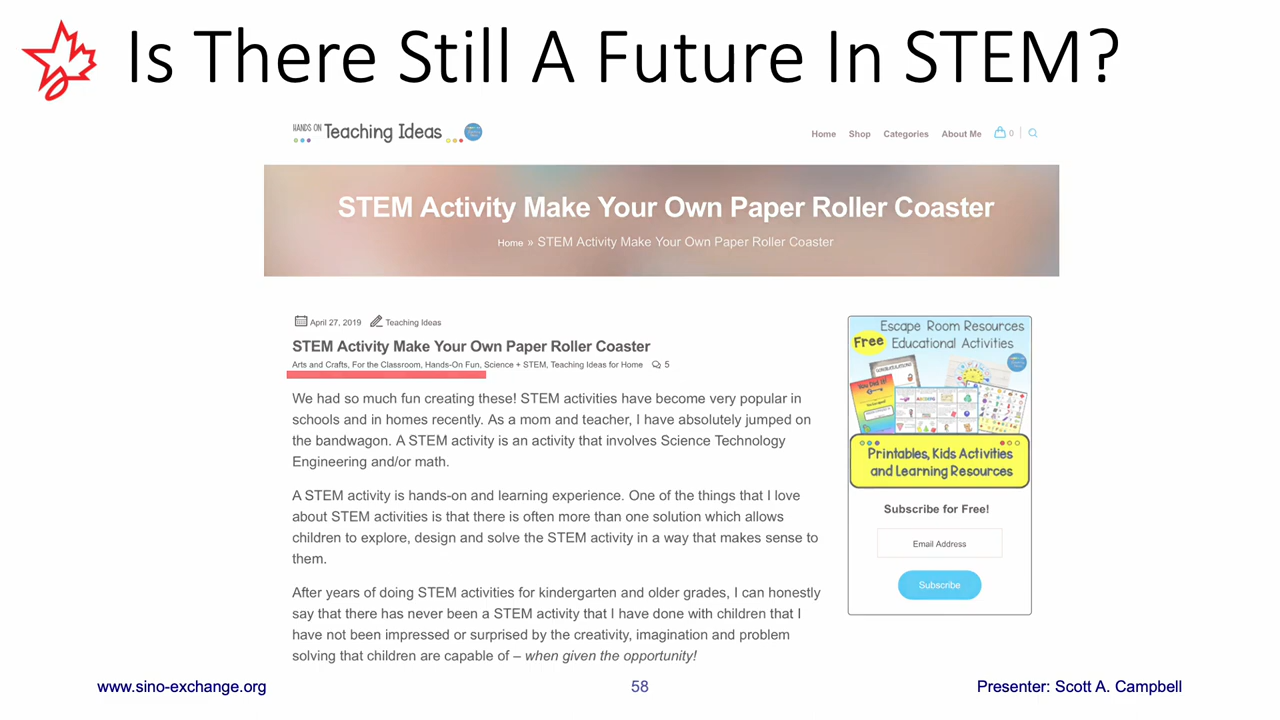 Is There Still A Future In STEM?
HANDS ON Teaching Ideas
Home Shop Categories About Me 0
STEM Activity Make Your Own Paper Roller Coaster
Home » STEM Activity Make Your Own Paper Roller Coaster
April 27, 2019 Teaching Ideas
STEM Activity Make Your Own Paper Roller Coaster
Arts and Crafts, For the Classroom, Hands-On Fun, Science + STEM, Teaching Ideas for Home 5
We had so much fun creating these! STEM activities have become very popular in
schools and in homes recently. As a mom and teacher, I have absolutely jumped on
the bandwagon. A STEM activity is an activity that involves Science Technology
Engineering and/or math.
A STEM activity is hands-on and learning experience. One of the things that I love
about STEM activities is that there is often more than one solution which allows
children to explore, design and solve the STEM activity in a way that makes sense to
them.
After years of doing STEM activities for kindergarten and older grades, I can honestly
say that there has never been a STEM activity that I have done with children that I
have not been impressed or surprised by the creativity, imagination and problem
solving that children are capable of – when given the opportunity!
Escape Room Resources
Free Educational Activities
CONGRATULATIONS
You Did It!
Printables, Kids Activities
and Learning Resources
Subscribe for Free!
Email Address
Subscribe
www.sino-exchange.org
58
Presenter: Scott A. Campbell